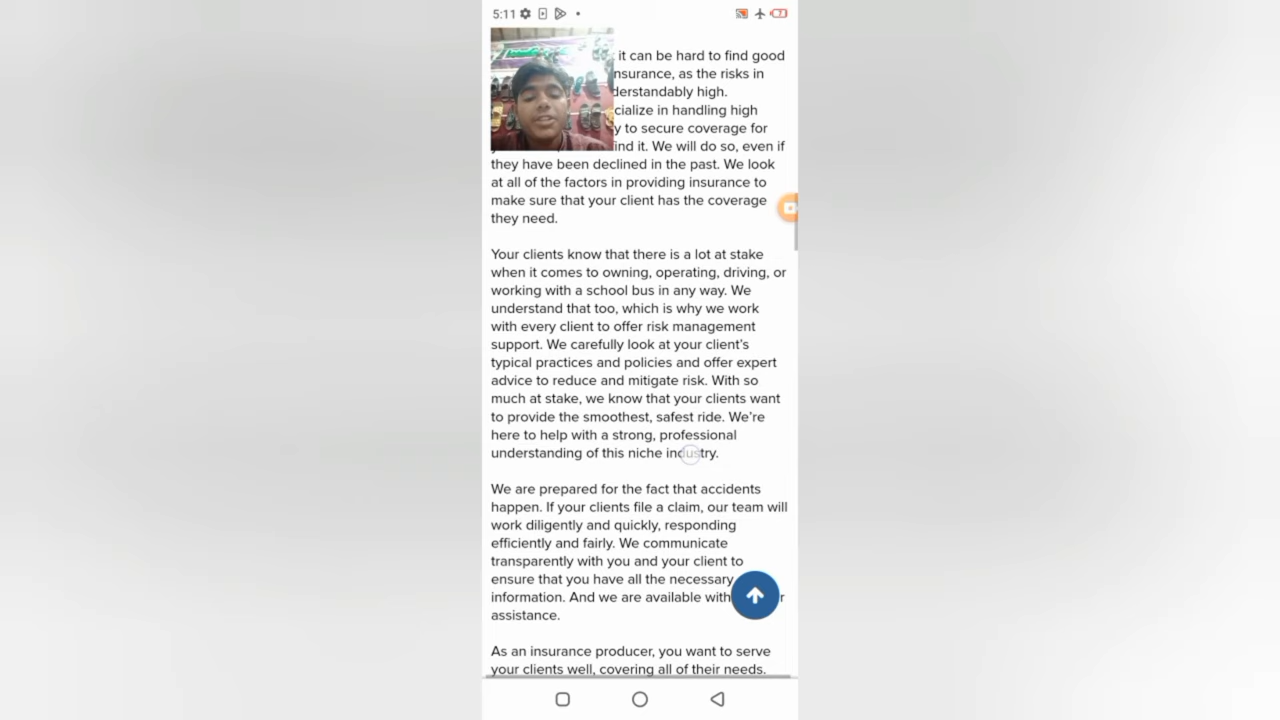 5:11
7
it can be hard to find good
nsurance, as the risks in
derstandably high.
cialize in handling high
y to secure coverage for
ind it. We will do so, even if
they have been declined in the past. We look
at all of the factors in providing insurance to
make sure that your client has the coverage
they need.
Your clients know that there is a lot at stake
when it comes to owning, operating, driving, or
working with a school bus in any way. We
understand that too, which is why we work
with every client to offer risk management
support. We carefully look at your client's
typical practices and policies and offer expert
advice to reduce and mitigate risk. With so
much at stake, we know that your clients want
to provide the smoothest, safest ride. We're
here to help with a strong, professional
understanding of this niche industry.
We are prepared for the fact that accidents
happen. If your clients file a claim, our team will
work diligently and quickly, responding
efficiently and fairly. We communicate
transparently with you and your client to
ensure that you have all the necessary
information. And we are available with r
assistance.
As an insurance producer, you want to serve
your clients well, covering all of their needs.